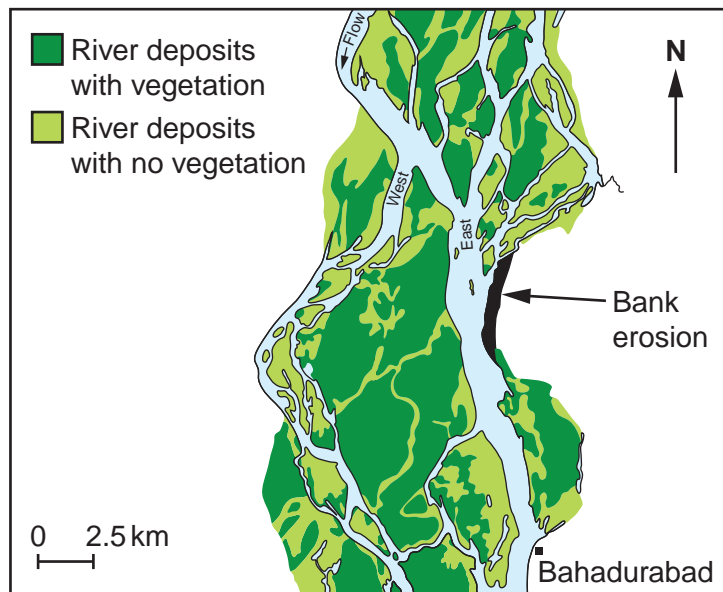 River deposits
with vegetation
River deposits
with no vegetation
Flow
N
West
East
Bank
erosion
0 2.5 km
Bahadurabad